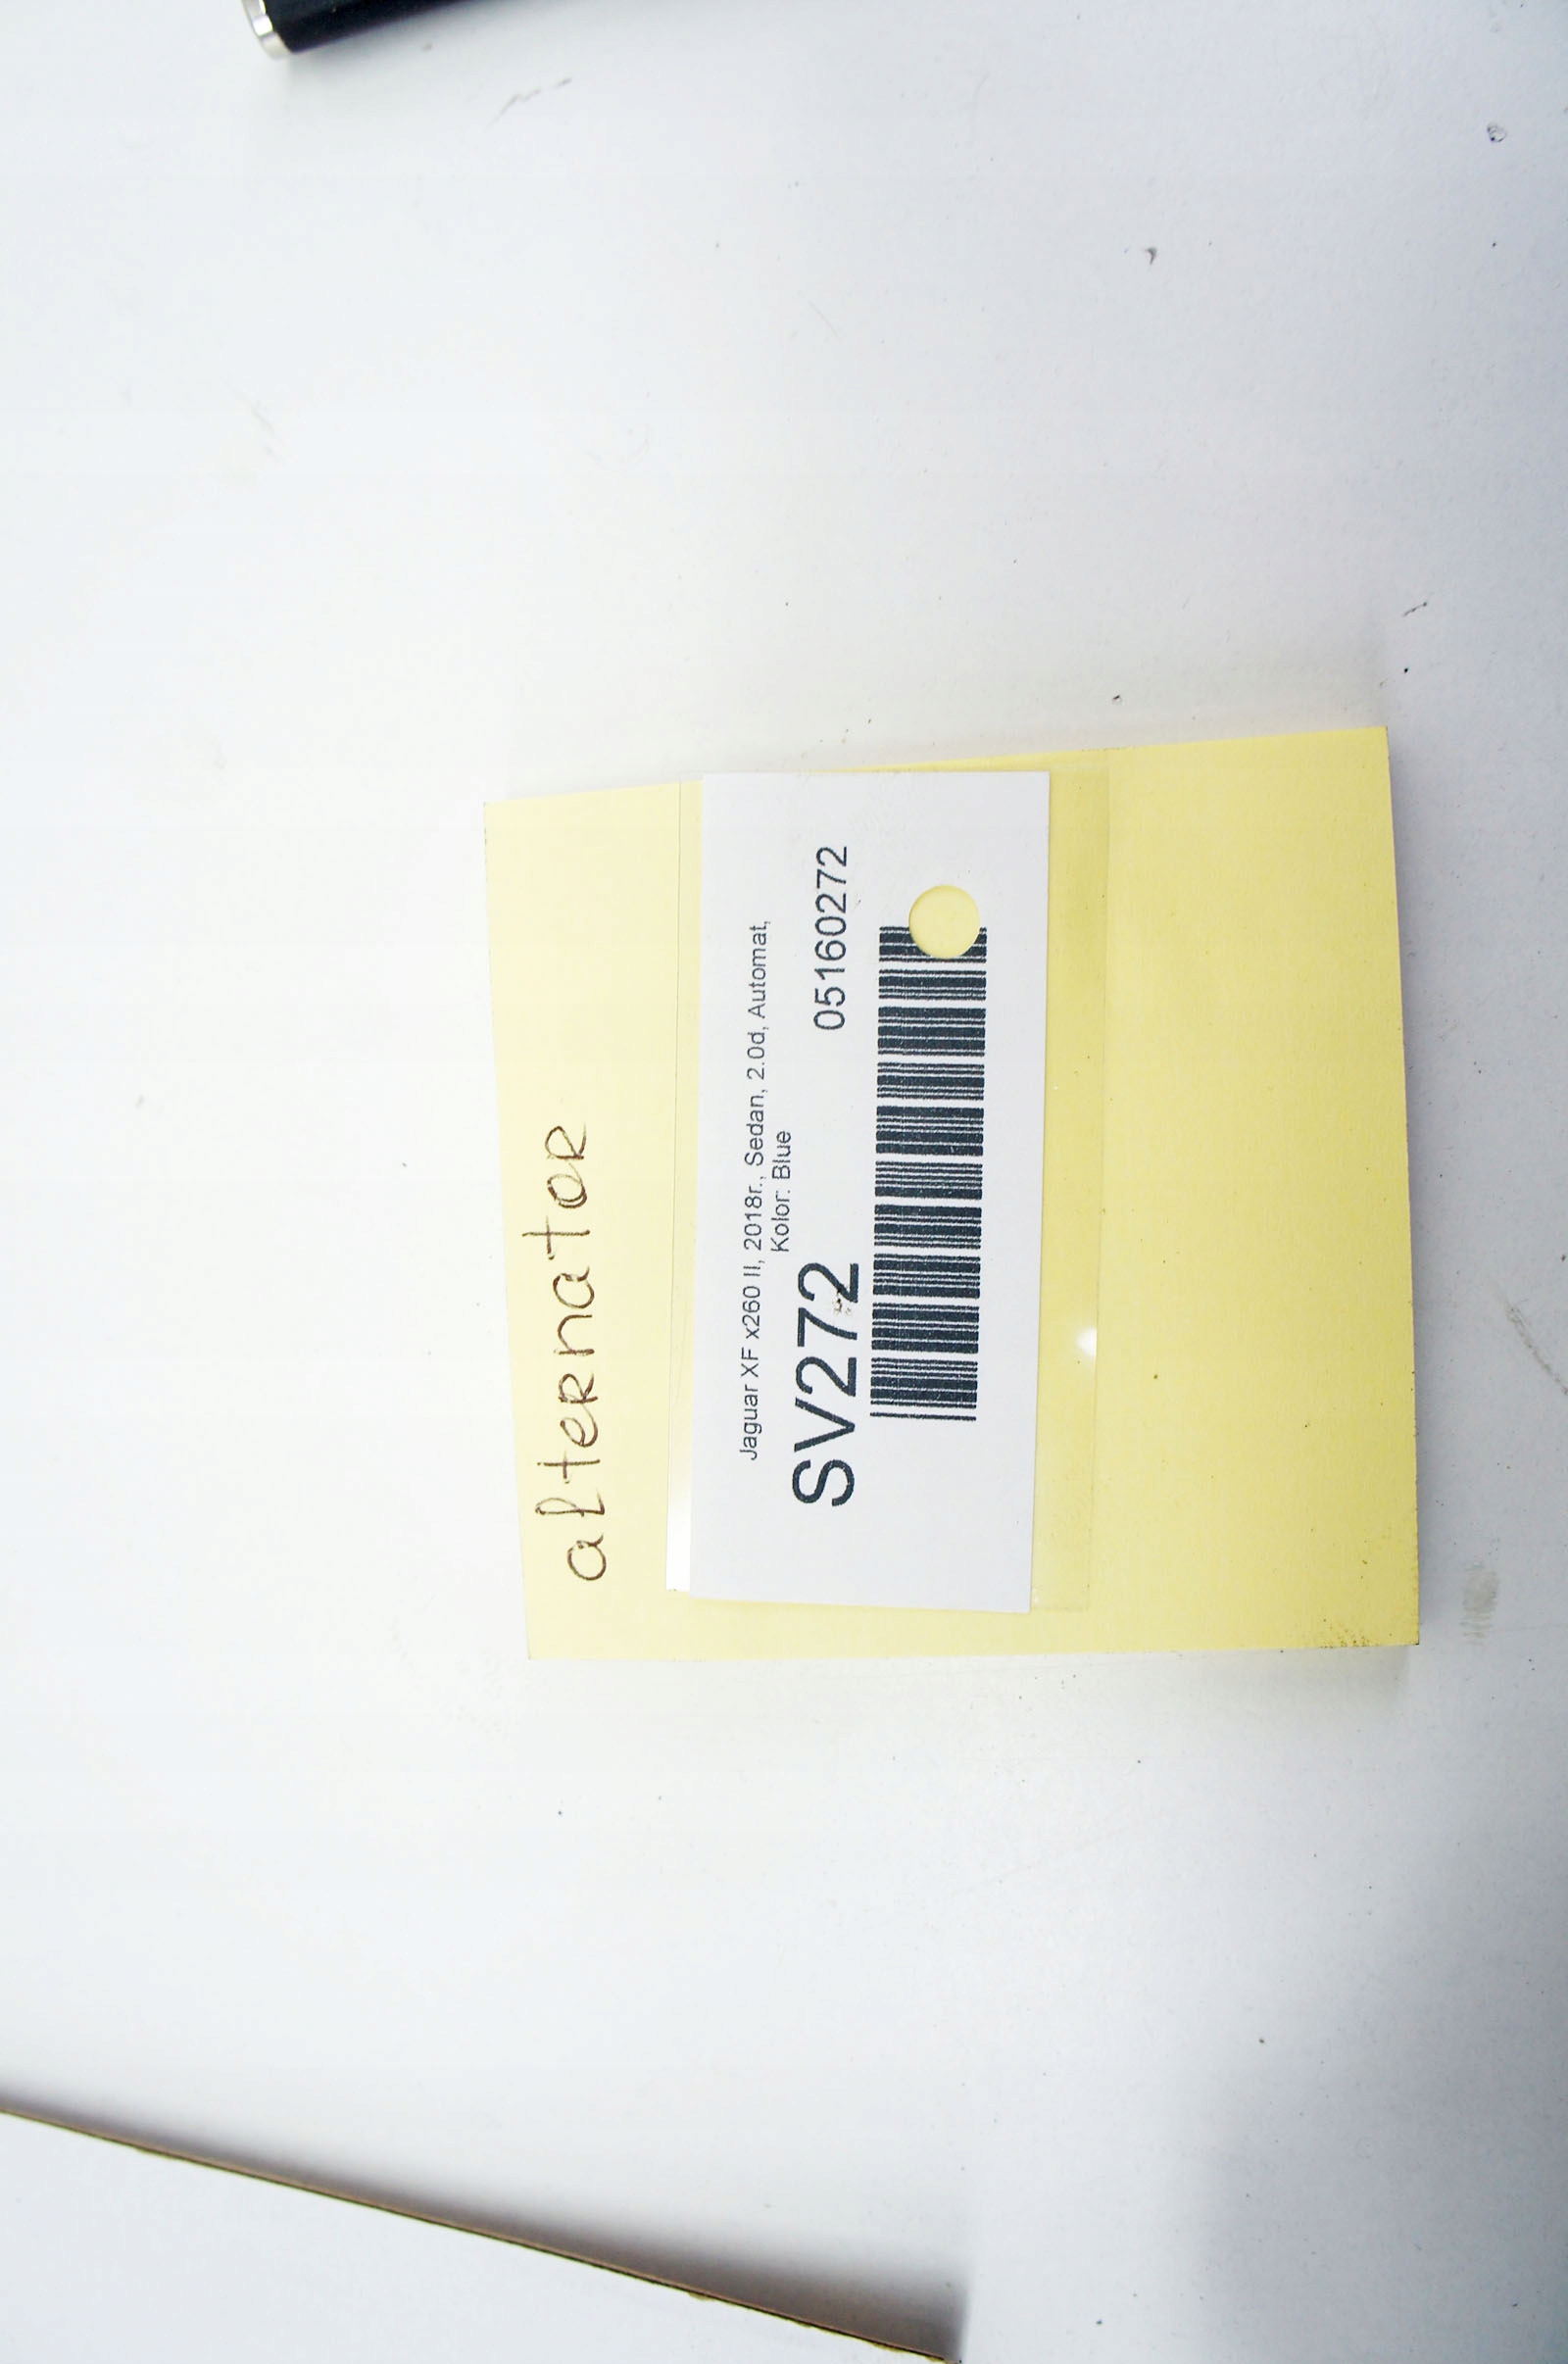 alternator
Jaguar XF x260 II, 2018r., Sedan, 2.0d, Automat,
Kolor: Blue
SV272 05160272